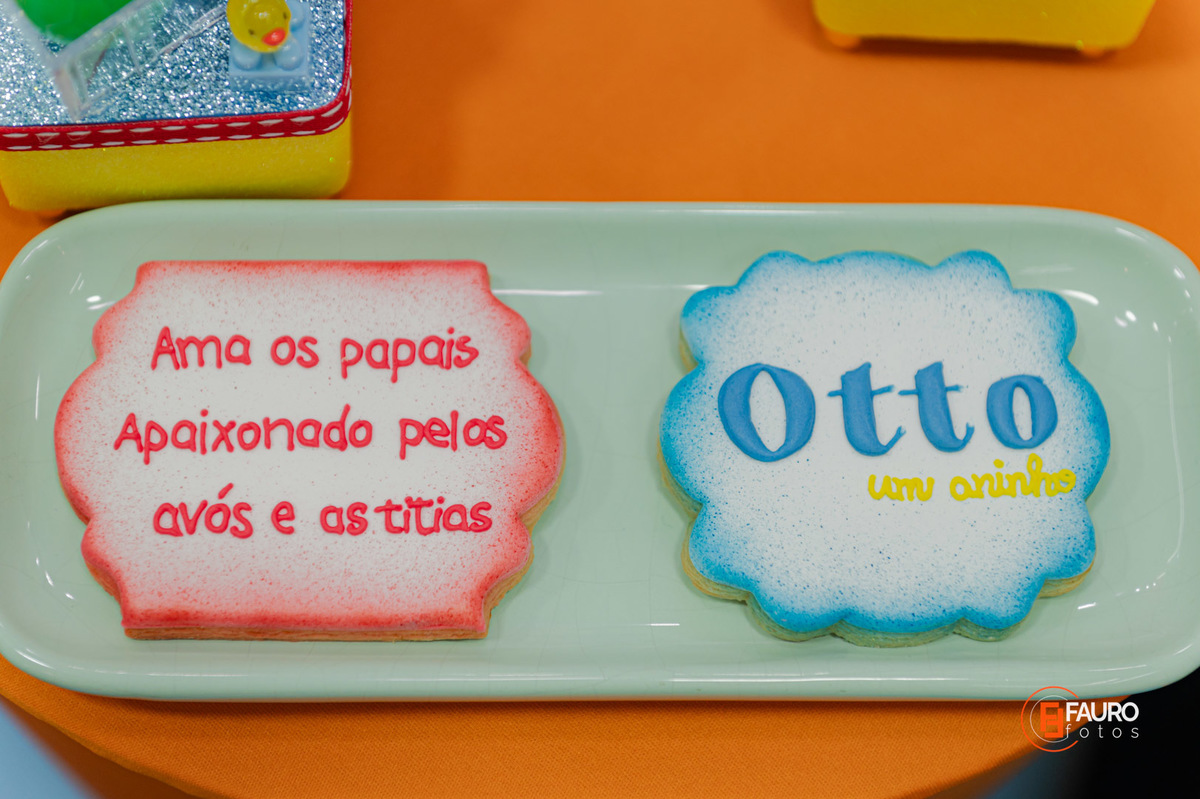 Ama os papais
Apaixonado pelos
avós e as titias
Otto
um aninho
FAURO
fotos